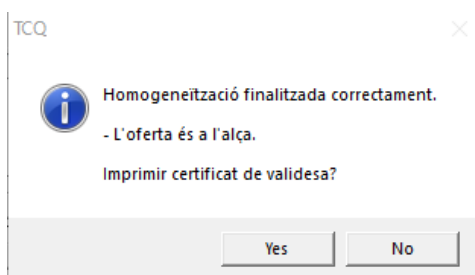 TCQ
Homogeneïtzació finalitzada correctament.
- L'oferta és a l'alça.
Imprimir certificat de validesa?
Yes
No